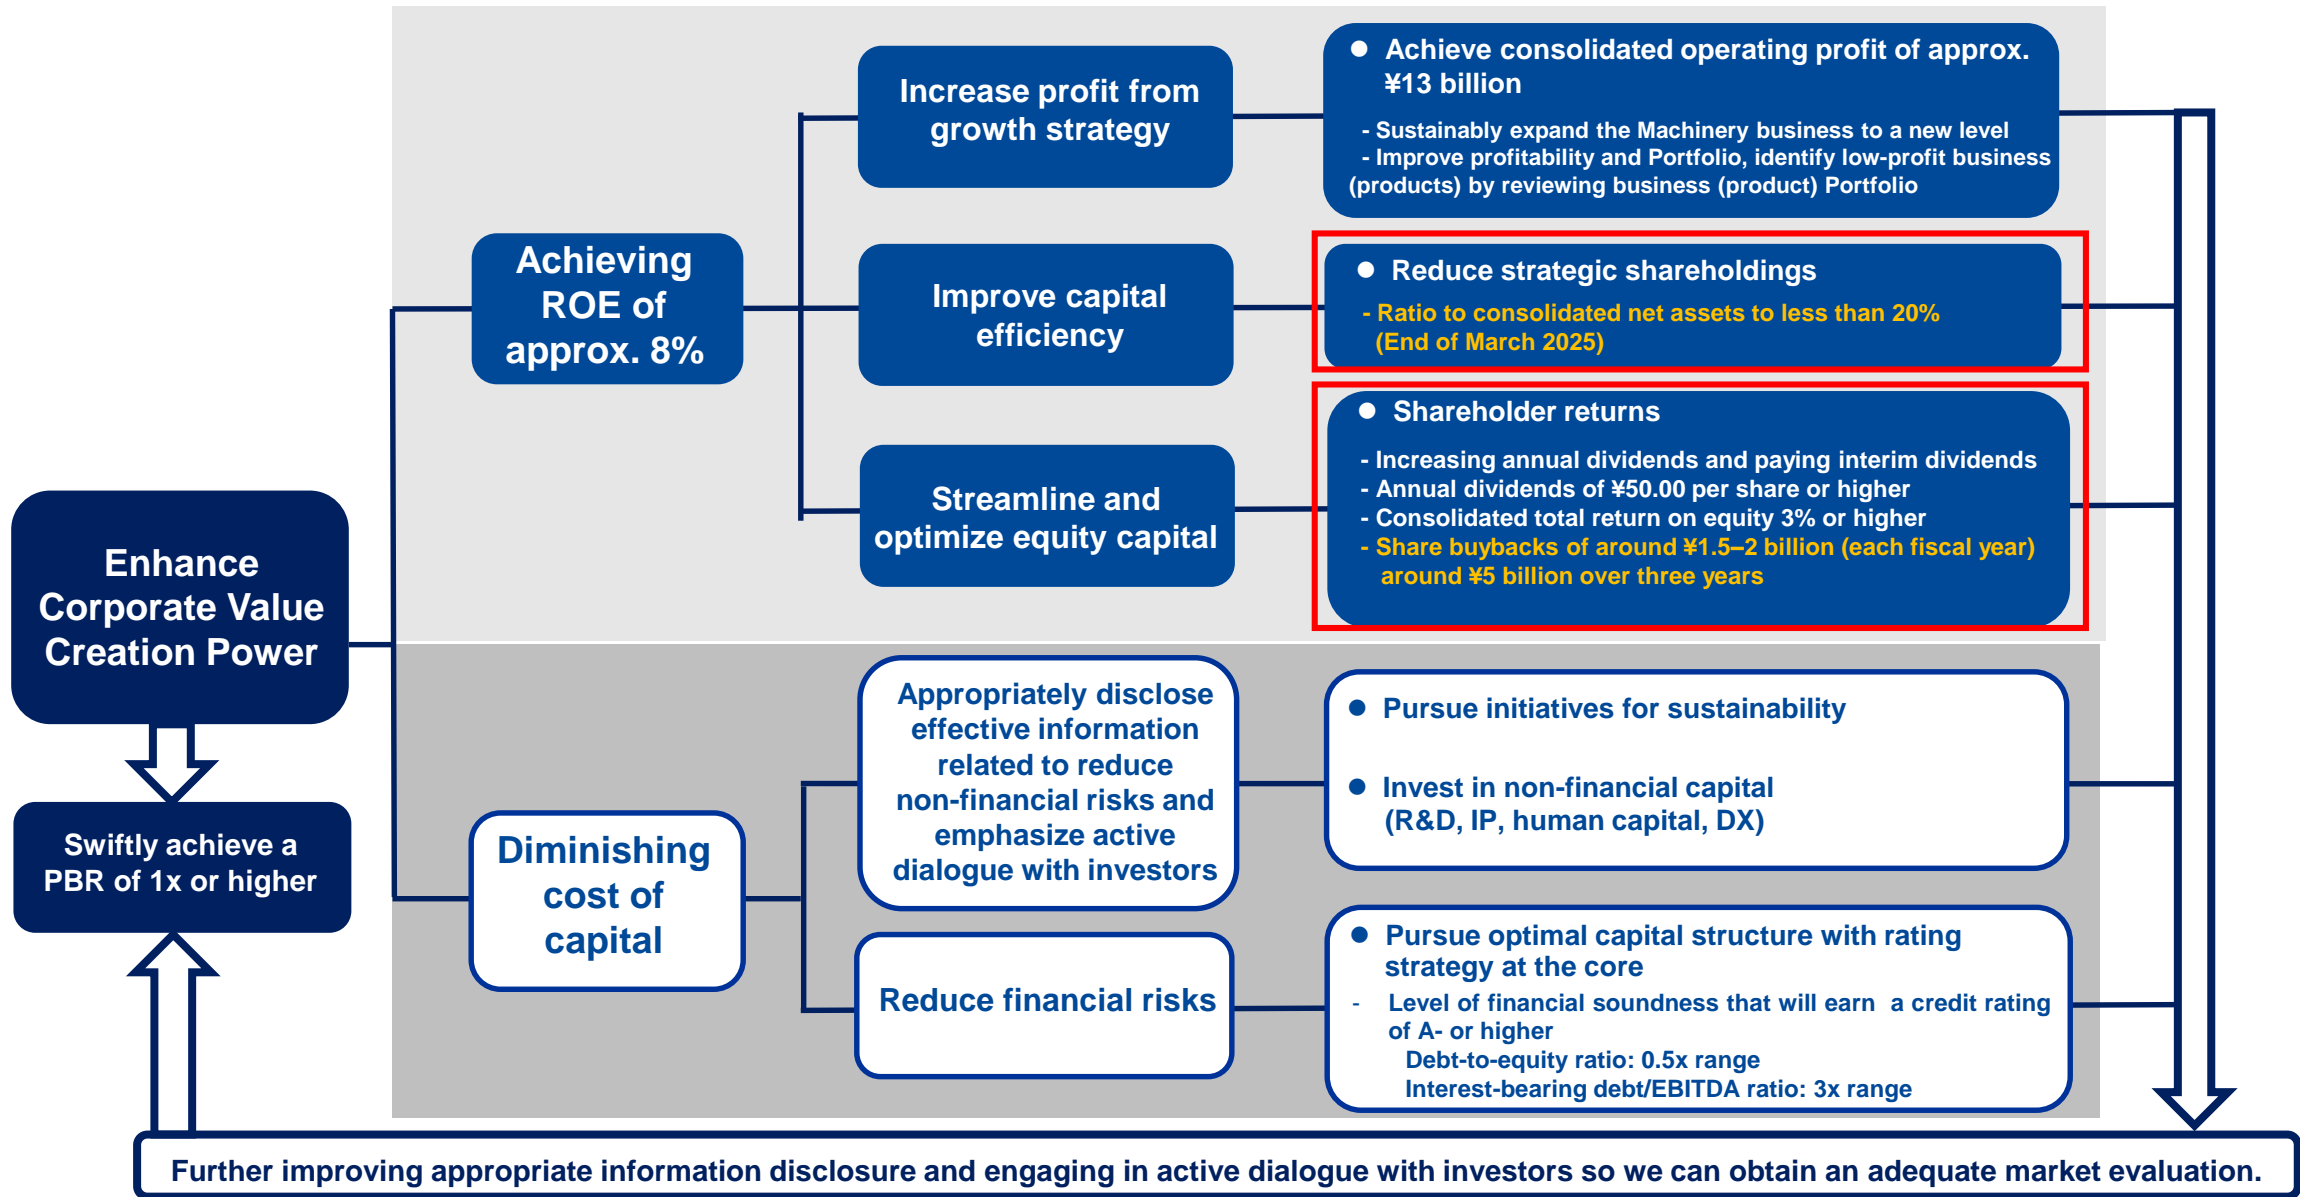 Enhance
Corporate Value
Creation Power
Swiftly achieve a
PBR of 1x or higher
Achieving
ROE of
approx. 8%
Increase profit from
growth strategy
● Achieve consolidated operating profit of approx.
¥13 billion
- Sustainably expand the Machinery business to a new level
- Improve profitability and Portfolio, identify low-profit business
(products) by reviewing business (product) Portfolio
Improve capital
efficiency
● Reduce strategic shareholdings
- Ratio to consolidated net assets to less than 20%
(End of March 2025)
Streamline and
optimize equity capital
● Shareholder returns
- Increasing annual dividends and paying interim dividends
- Annual dividends of ¥50.00 per share or higher
- Consolidated total return on equity 3% or higher
- Share buybacks of around ¥1.5–2 billion (each fiscal year)
around ¥5 billion over three years
Diminishing
cost of
capital
Appropriately disclose
effective information
related to reduce
non-financial risks and
emphasize active
dialogue with investors
● Pursue initiatives for sustainability
● Invest in non-financial capital
(R&D, IP, human capital, DX)
Reduce financial risks
● Pursue optimal capital structure with rating
strategy at the core
- Level of financial soundness that will earn a credit rating
of A- or higher
Debt-to-equity ratio: 0.5x range
Interest-bearing debt/EBITDA ratio: 3x range
Further improving appropriate information disclosure and engaging in active dialogue with investors so we can obtain an adequate market evaluation.